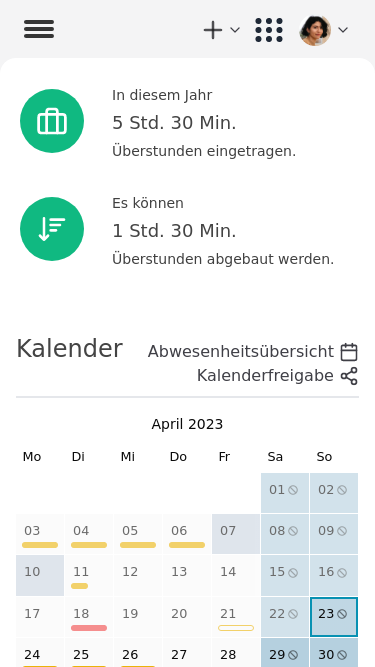 In diesem Jahr
5 Std. 30 Min.
Überstunden eingetragen.
Es können
1 Std. 30 Min.
Überstunden abgebaut werden.
Kalender
Abwesenheitsübersicht
Kalenderfreigabe
April 2023
Mo Di Mi Do Fr Sa So
01 02
03 04 05 06 07 08 09
10 11 12 13 14 15 16
17 18 19 20 21 22 23
24 25 26 27 28 29 30